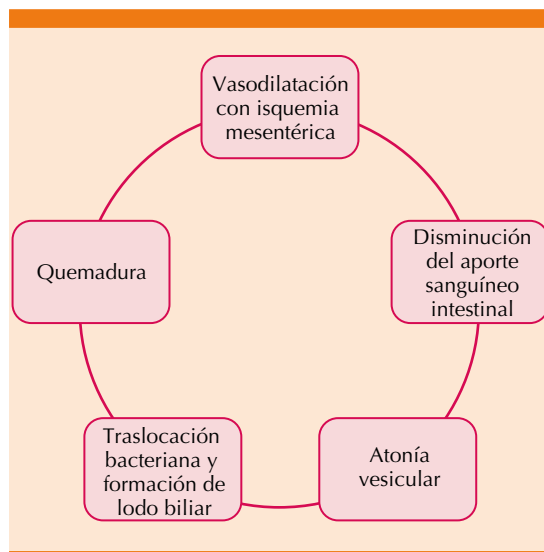 Vasodilatación
con isquemia
mesentérica
Disminución
del aporte
sanguíneo
intestinal
Atonía
vesicular
Traslocación
bacteriana y
formación de
lodo biliar
Quemadura